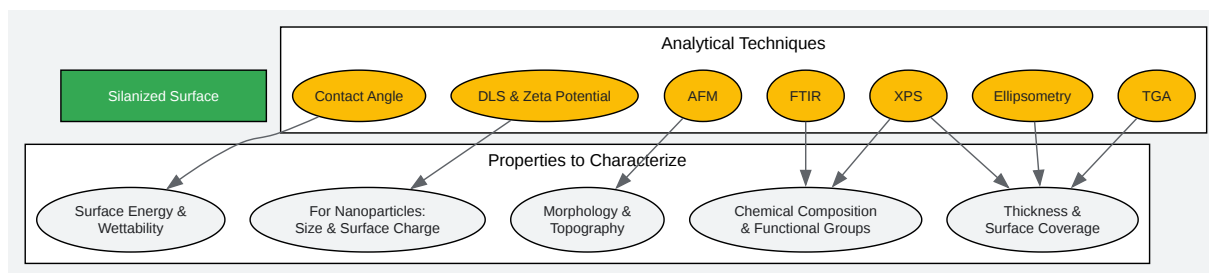 Analytical Techniques
Silanized Surface
Contact Angle
DLS & Zeta Potential
AFM
FTIR
XPS
Ellipsometry
TGA
Properties to Characterize
Surface Energy &
Wettability
For Nanoparticles:
Size & Surface Charge
Morphology &
Topography
Chemical Composition
& Functional Groups
Thickness &
Surface Coverage